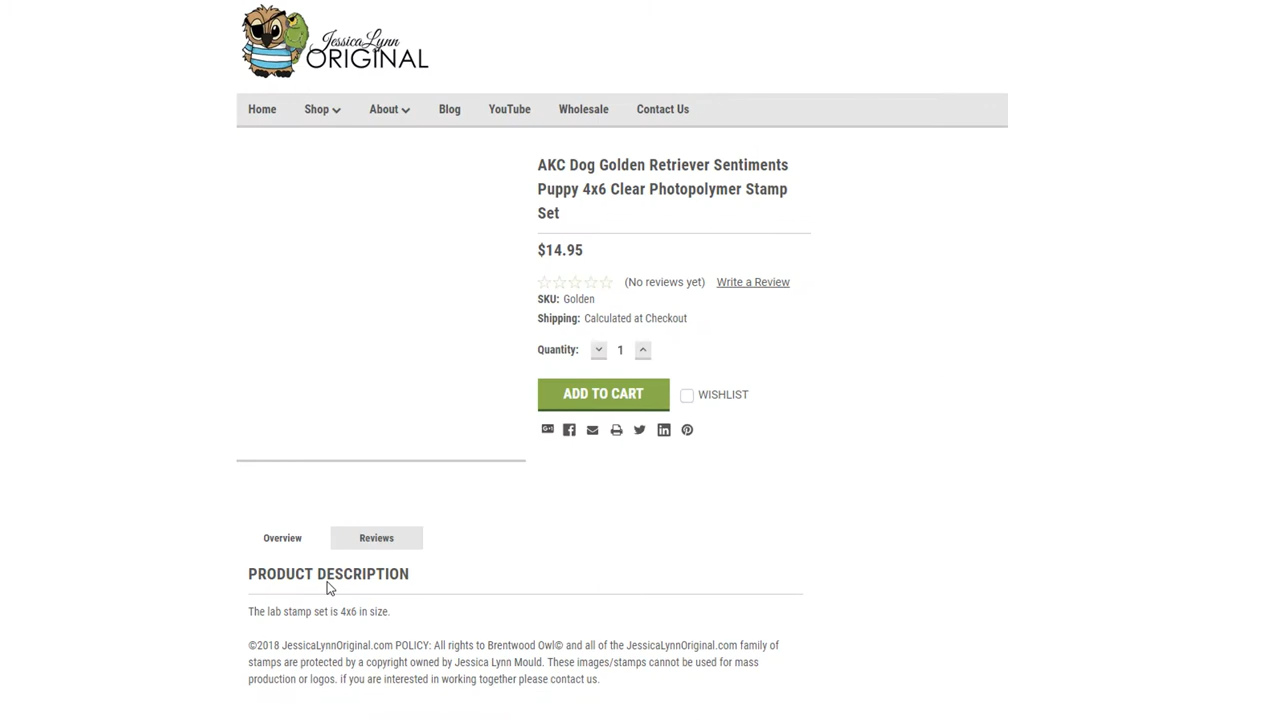 JessicaLynn
ORIGINAL
Home Shop About Blog YouTube Wholesale Contact Us
AKC Dog Golden Retriever Sentiments
Puppy 4x6 Clear Photopolymer Stamp
Set
$14.95
(No reviews yet) Write a Review
SKU: Golden
Shipping: Calculated at Checkout
Quantity: 1
ADD TO CART WISHLIST
Overview Reviews
PRODUCT DESCRIPTION
The lab stamp set is 4x6 in size.
©2018 JessicaLynnOriginal.com POLICY: All rights to Brentwood Owl© and all of the JessicaLynnOriginal.com family of
stamps are protected by a copyright owned by Jessica Lynn Mould. These images/stamps cannot be used for mass
production or logos. if you are interested in working together please contact us.